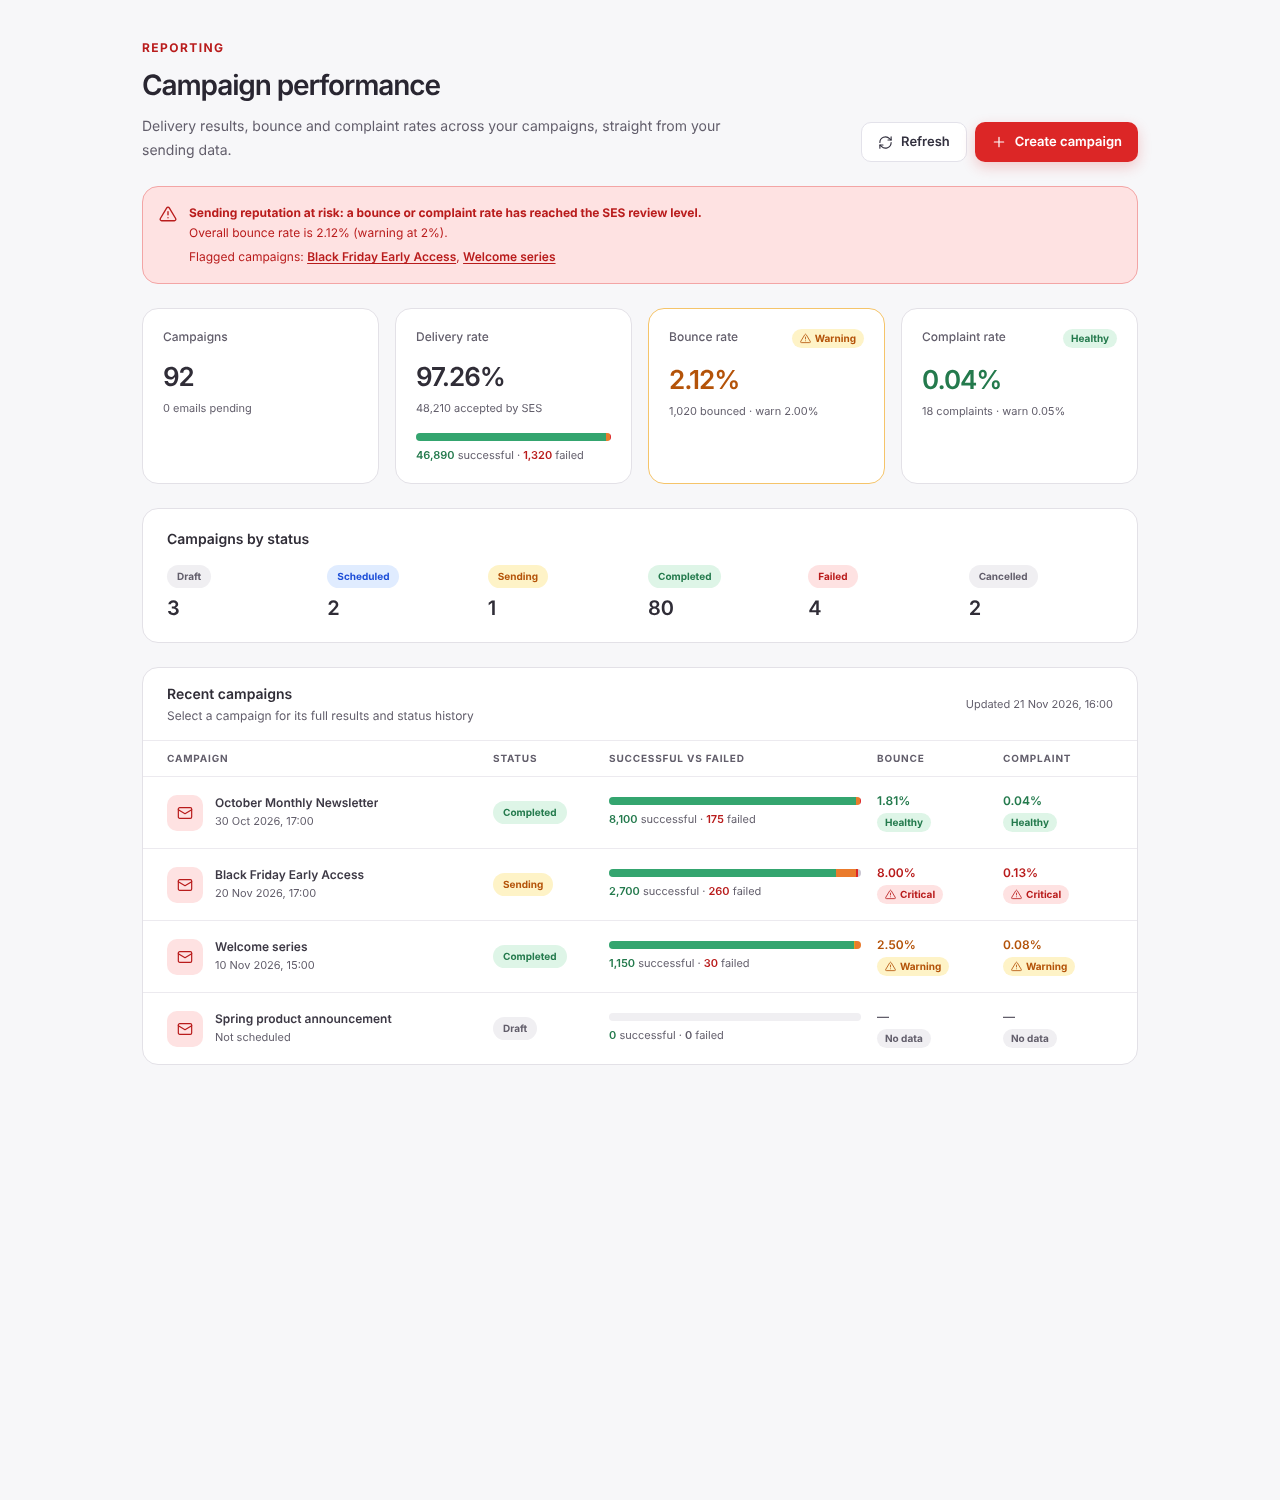 REPORTING
Campaign performance
Delivery results, bounce and complaint rates across your campaigns, straight from your
sending data.
Refresh
Create campaign
Sending reputation at risk: a bounce or complaint rate has reached the SES review level.
Overall bounce rate is 2.12% (warning at 2%).
Flagged campaigns: Black Friday Early Access, Welcome series
Campaigns
92
0 emails pending
Delivery rate
97.26%
48,210 accepted by SES
46,890 successful · 1,320 failed
Bounce rate
Warning
2.12%
1,020 bounced · warn 2.00%
Complaint rate
Healthy
0.04%
18 complaints · warn 0.05%
Campaigns by status
Draft
3
Scheduled
2
Sending
1
Completed
80
Failed
4
Cancelled
2
Recent campaigns
Select a campaign for its full results and status history
Updated 21 Nov 2026, 16:00
CAMPAIGN STATUS SUCCESSFUL VS FAILED BOUNCE COMPLAINT
October Monthly Newsletter
30 Oct 2026, 17:00
Completed
8,100 successful · 175 failed
1.81%
Healthy
0.04%
Healthy
Black Friday Early Access
20 Nov 2026, 17:00
Sending
2,700 successful · 260 failed
8.00%
Critical
0.13%
Critical
Welcome series
10 Nov 2026, 15:00
Completed
1,150 successful · 30 failed
2.50%
Warning
0.08%
Warning
Spring product announcement
Not scheduled
Draft
0 successful · 0 failed
—
No data
—
No data